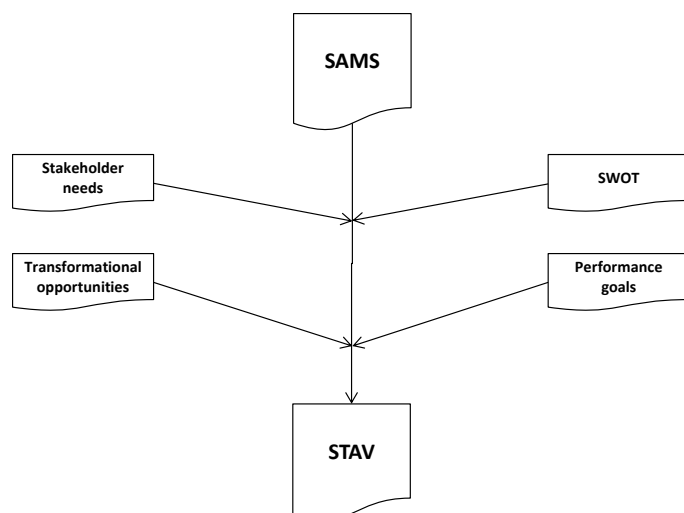 SAMS
Stakeholder
needs
SWOT
Transformational
opportunities
Performance
goals
STAV